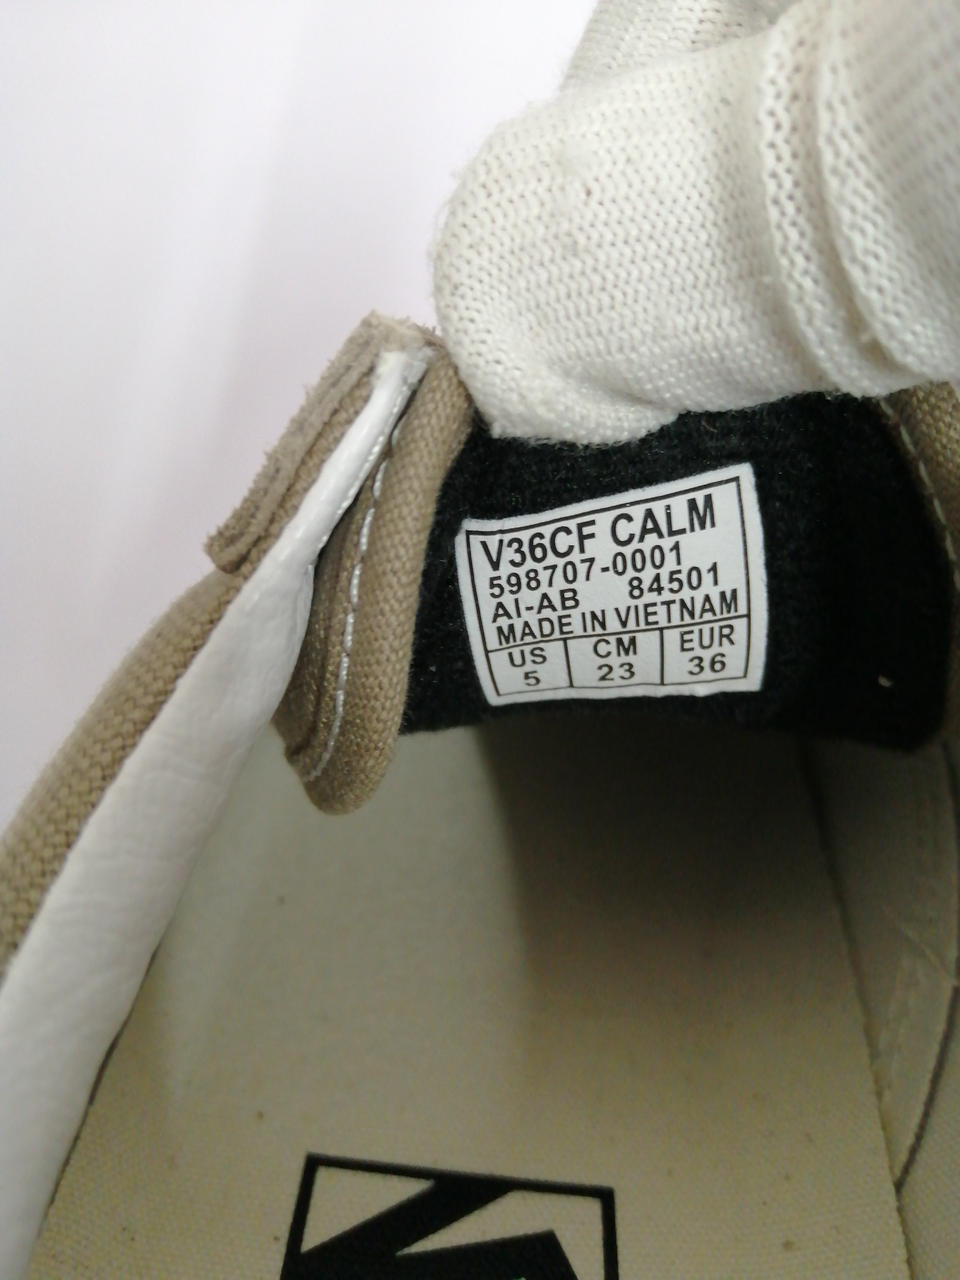 V36CF CALM
598707-0001
AI-AB 84501
MADE IN VIETNAM
US CM EUR
5 23 36